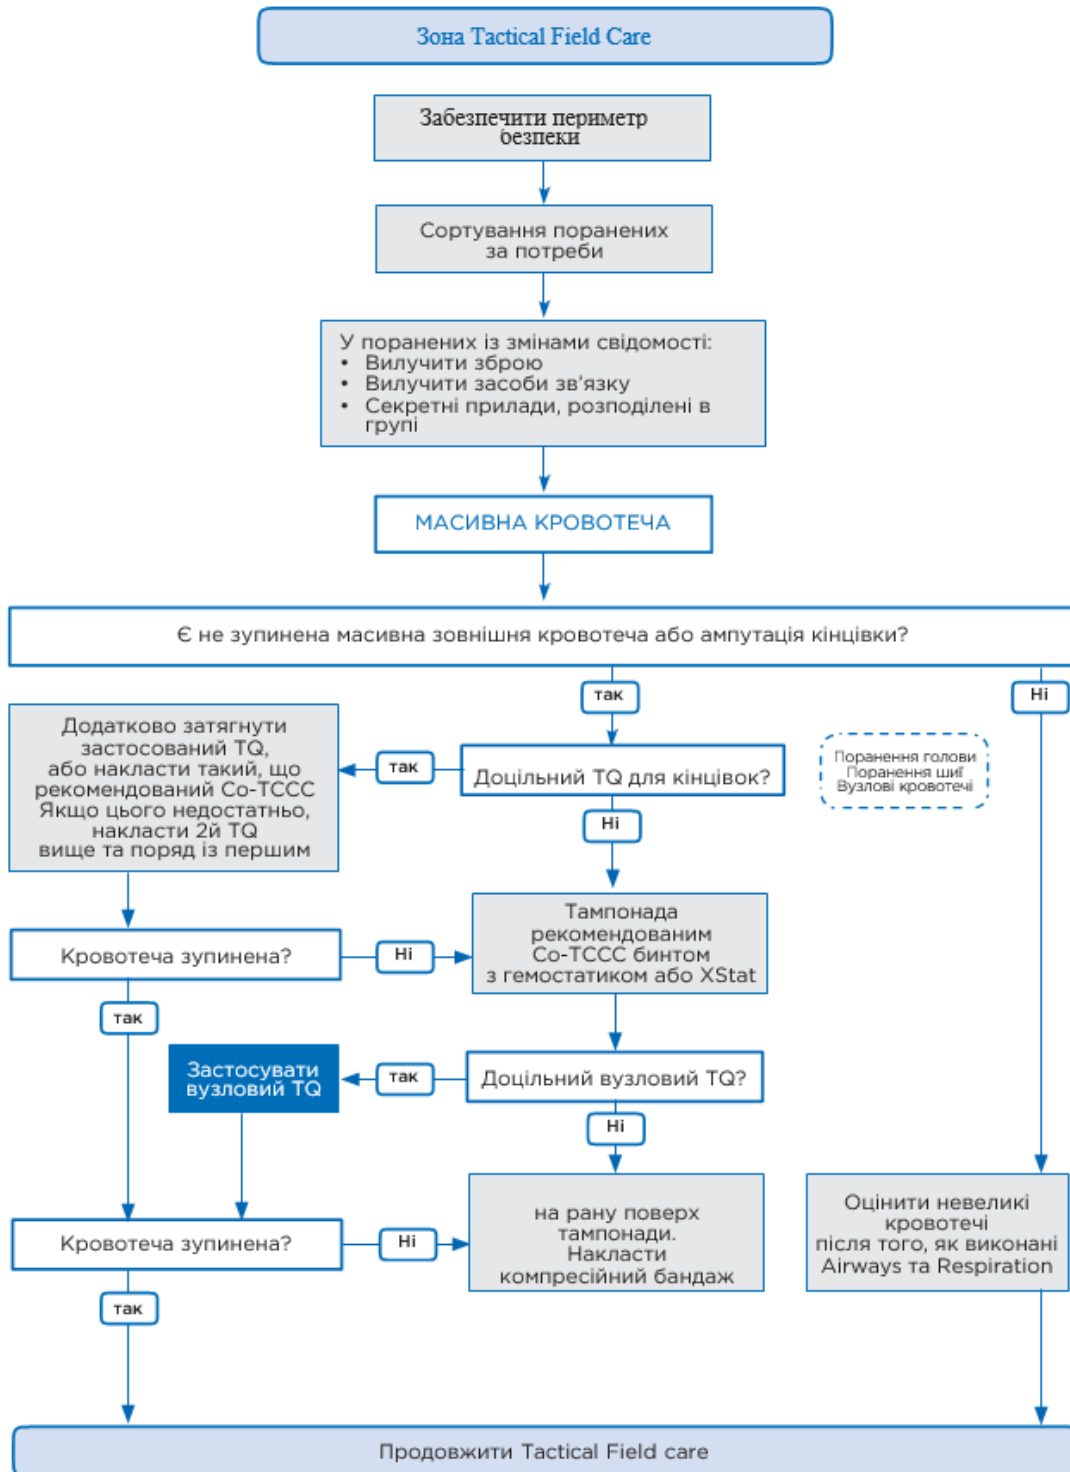 Зона Tactical Field Care
Забезпечити периметр
безпеки
Сортування поранених
за потреби
У поранених із змінами свідомості:
• Вилучити зброю
• Вилучити засоби зв'язку
• Секретні прилади, розподілені в
групі
МАСИВНА КРОВОТЕЧА
Є не зупинена масивна зовнішня кровотеча або ампутація кінцівки?
так
Ні
Додатково затягнути
застосований TQ,
або накласти такий, що
рекомендований Co-TCCC
Якщо цього недостатньо,
накласти 2й TQ
вище та поряд із першим
так
Доцільний TQ для кінцівок?
Поранення голови
Поранення шиї
Вузлові кровотечі
Ні
Тампонада
рекомендованим
Co-TCCC бинтом
з гемостатиком або XStat
Кровотеча зупинена?
Ні
так
Застосувати
вузловий TQ
так
Доцільний вузловий TQ?
Ні
на рану поверх
тампонади.
Накласти
компресійний бандаж
Оцінити невеликі
кровотечі
після того, як виконані
Airways та Respiration
Кровотеча зупинена?
Ні
так
Продовжити Tactical Field care